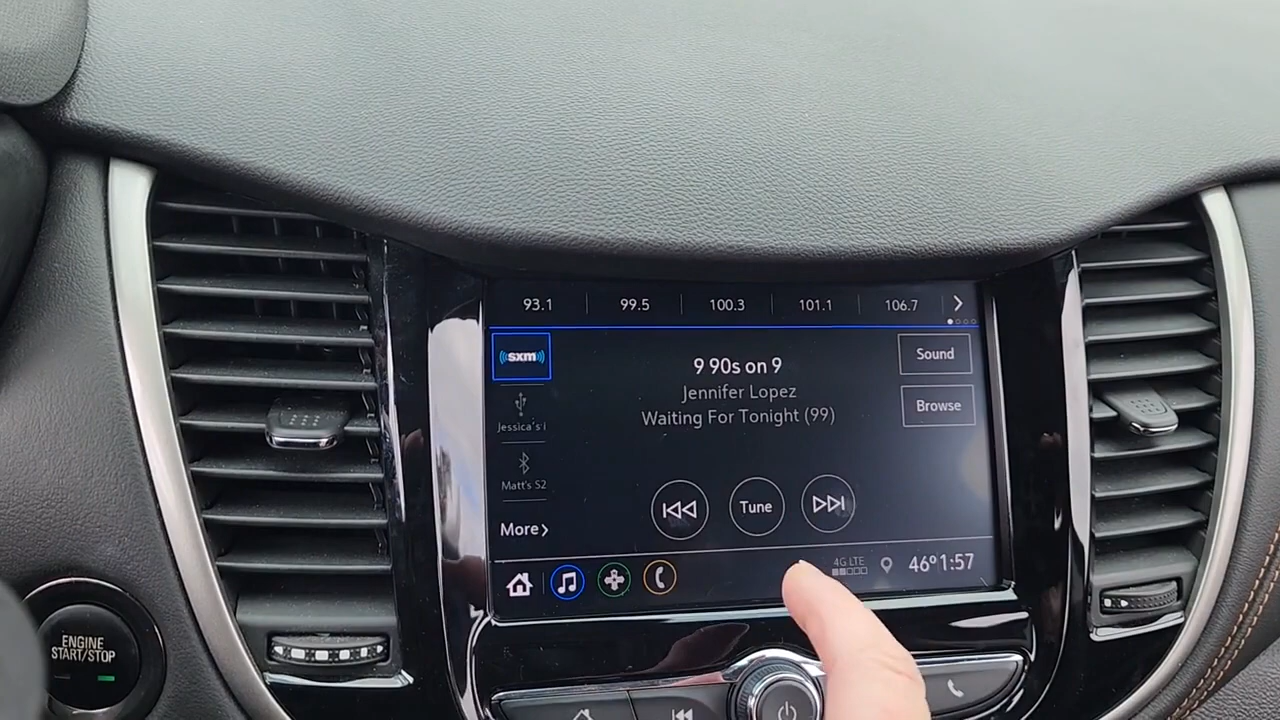 93.1 99.5 100.3 101.1 106.7
sxm
9 90s on 9
Jennifer Lopez
Waiting For Tonight (99)
Sound
Browse
Jessica's i
Matt's S2
More
Tune
4G LTE
46° 1:57
ENGINE
START/STOP